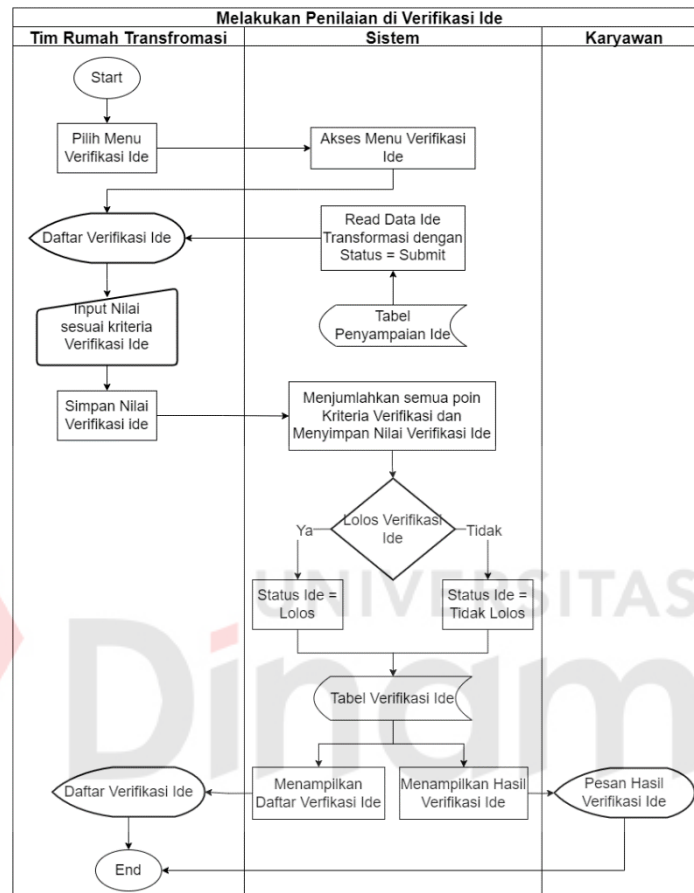 Melakukan Penilaian di Verifikasi Ide
Tim Rumah Transfromasi
Sistem
Karyawan
Start
Pilih Menu
Verifikasi Ide
Akses Menu Verifikasi
Ide
Daftar Verifikasi Ide
Read Data Ide
Transformasi dengan
Status = Submit
Input Nilai
sesuai kriteria
Verifikasi Ide
Tabel
Penyampaian Ide
Simpan Nilai
Verifikasi ide
Menjumlahkan semua poin
Kriteria Verifikasi dan
Menyimpan Nilai Verifikasi Ide
Ya
Lolos Verifikasi
Ide
Tidak
Status Ide =
Lolos
Status Ide =
Tidak Lolos
UNIVERSITAS
Dinam
Tabel Verifikasi Ide
Daftar Verifikasi Ide
Menampilkan
Daftar Verfikasi Ide
Menampilkan Hasil
Verifikasi Ide
Pesan Hasil
Verifikasi Ide
End